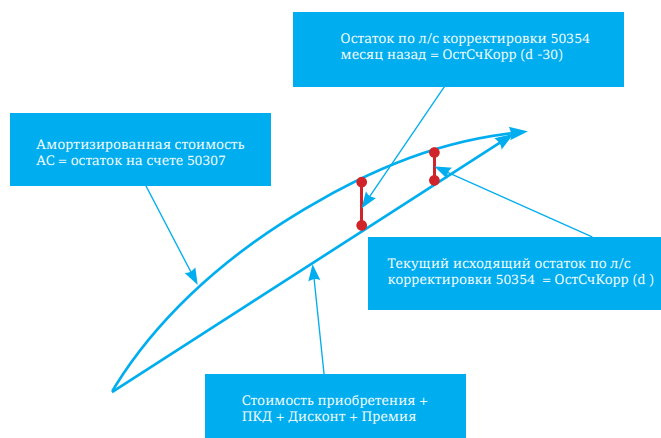 Остаток по л/с корректировки 50354
месяц назад = ОстСчКорр (d -30)
Амортизированная стоимость
АС = остаток на счете 50307
Текущий исходящий остаток по л/с
корректировки 50354 = ОстСчКорр (d )
Стоимость приобретения +
ПКД + Дисконт + Премия